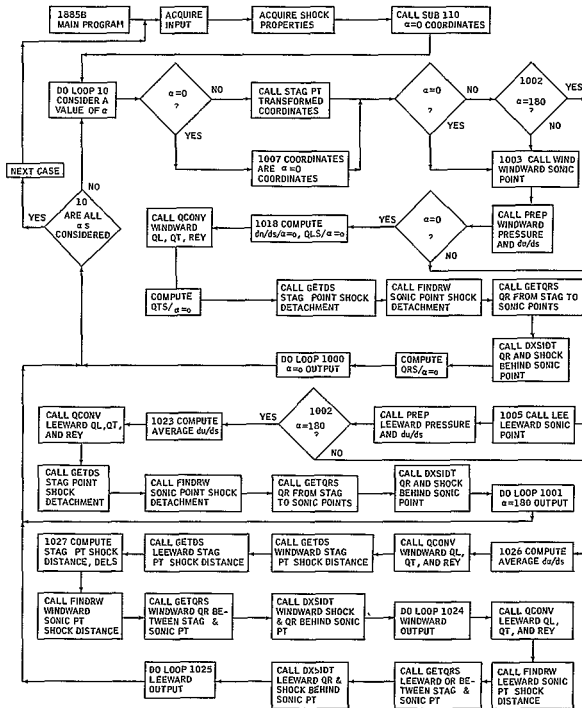 1885B
MAIN PROGRAM
ACQUIRE
INPUT
ACQUIRE SHOCK
PROPERTIES
CALL SUB 110
α=0 COORDINATES
DO LOOP 10
CONSIDER A
VALUE OF α
α=0
?
NO
YES
CALL STAG PT
TRANSFORMED
COORDINATES
1007 COORDINATES
ARE α=0
COORDINATES
α=0
?
NO
YES
1002
α=180
?
NO
1003 CALL WIND
WINDWARD SONIC
POINT
NEXT CASE
NO
YES
10
ARE ALL
α S
CONSIDERED
CALL QCONV
WINDWARD
QL, QT, REY
1018 COMPUTE
dn/ds/α=0, QLS/α=0
YES
α=0
?
NO
CALL PREP
WINDWARD
PRESSURE
AND du/ds
COMPUTE
QTS/α=0
CALL GETDS
STAG POINT SHOCK
DETACHMENT
CALL FINDRW
SONIC POINT SHOCK
DETACHMENT
CALL GETQRS
QR FROM STAG TO
SONIC POINTS
DO LOOP 1000
α=0 OUTPUT
COMPUTE
QRS/α=0
CALL DXSIDT
QR AND SHOCK
BEHIND SONIC
POINT
CALL QCONV
LEEWARD QL,QT,
AND REY
1023 COMPUTE
AVERAGE du/ds
YES
1002
α=180
?
NO
CALL PREP
LEEWARD PRESSURE
AND du/ds
1005 CALL LEE
LEEWARD SONIC
POINT
CALL GETDS
STAG POINT
SHOCK
DETACHMENT
CALL FINDRW
SONIC POINT SHOCK
DETACHMENT
CALL GETQRS
QR FROM STAG
TO SONIC POINTS
CALL DXSIDT
QR AND SHOCK
BEHIND SONIC
POINT
DO LOOP 1001
α=180 OUTPUT
1027 COMPUTE
STAG PT SHOCK
DISTANCE, DELS
CALL GETDS
LEEWARD STAG
PT SHOCK DISTANCE
CALL GETDS
WINDWARD STAG
PT SHOCK DISTANCE
CALL QCONV
WINDWARD QL,
QT, AND REY
1026 COMPUTE
AVERAGE du/ds
CALL FINDRW
WINDWARD
SONIC PT
SHOCK DISTANCE
CALL GETQRS
WINDWARD QR BE-
TWEEN STAG &
SONIC PT
CALL DXSIDT
WINDWARD SHOCK
& QR BEHIND SONIC
PT
DO LOOP 1024
WINDWARD
OUTPUT
CALL QCONV
LEEWARD QL,
QT, AND REY
DO LOOP 1025
LEEWARD
OUTPUT
CALL DXSIDT
LEEWARD QR &
SHOCK BEHIND
SONIC PT
CALL GETQRS
LEEWARD QR BE-
TWEEN STAG &
SONIC PT
CALL FINDRW
LEEWARD SONIC
PT SHOCK
DISTANCE